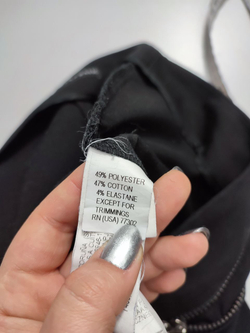 49% POLYESTER
47% COTTON
4% ELASTANE
EXCEPT FOR
TRIMMINGS
RN (USA) 77302